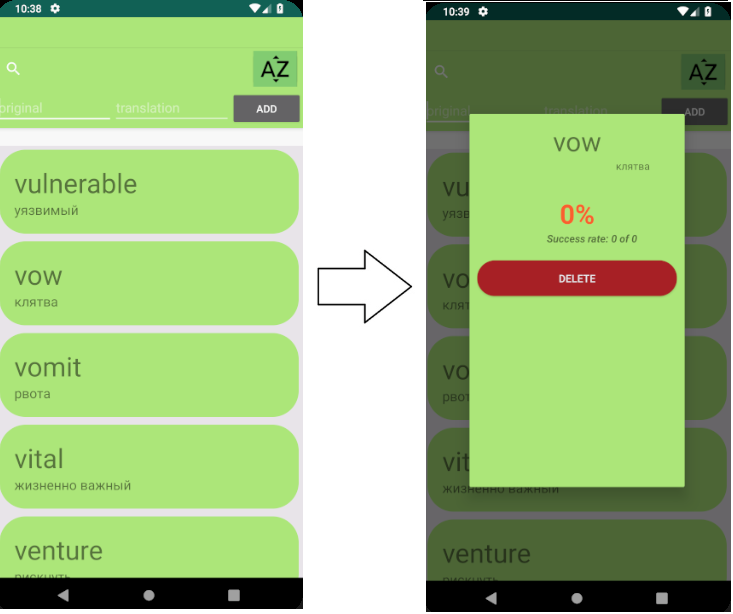 10:38
AZ
original
translation
ADD
vulnerable
уязвимый
vow
клятва
vomit
рвота
vital
жизненно важный
venture
рискнуть
10:39
AZ
original
translation
ADD
vow
клятва
0%
Success rate: 0 of 0
DELETE
vu
уязв
vo
клят
vo
рвот
vit
жизненно важный
venture
рискнуть